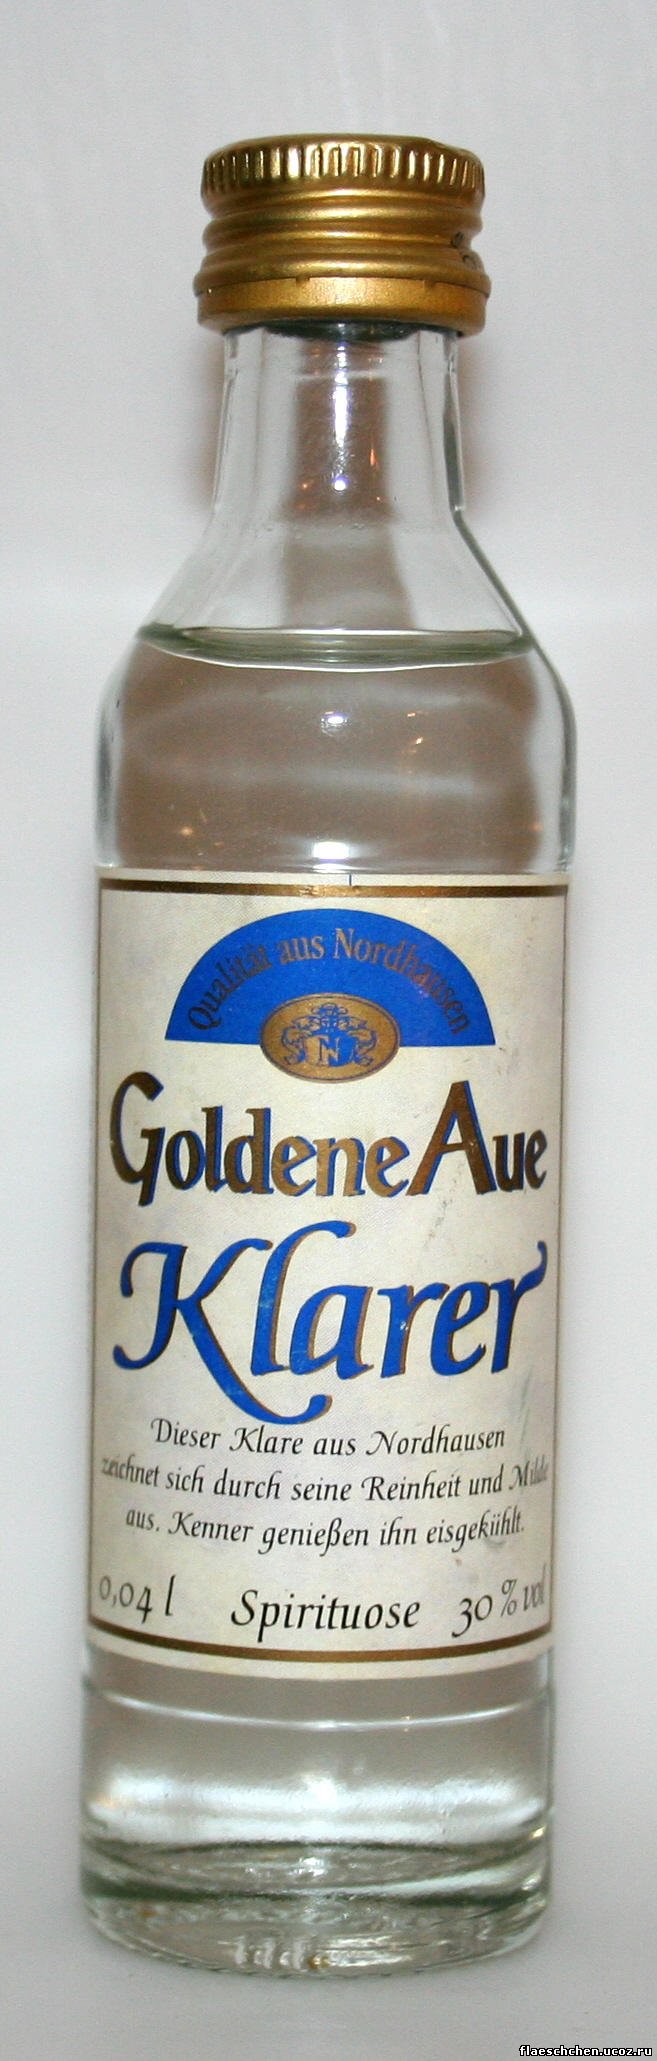 Qualität aus Nordhausen
N
Goldene Aue
Klarer
Dieser Klare aus Nordhausen
zeichnet sich durch seine Reinheit und Milde
aus. Kenner genießen ihn eisgekühlt.
0,04 l Spirituose 30 % vol
flaeschchen.ucoz.ru